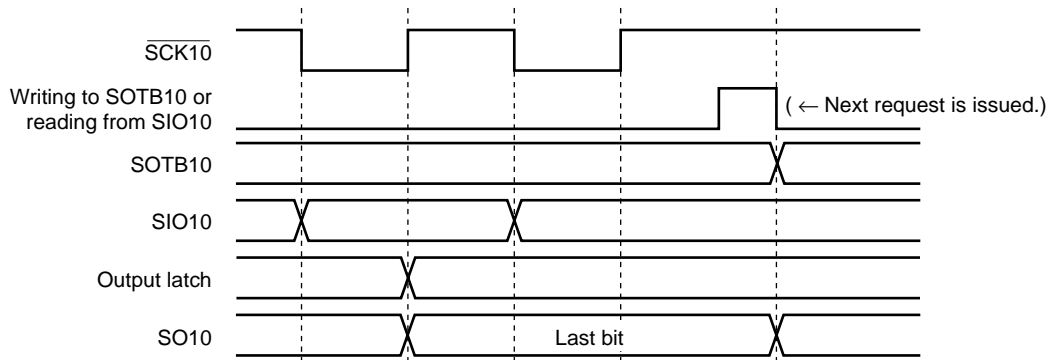 SCK10
Writing to SOTB10 or
reading from SIO10
( ← Next request is issued.)
SOTB10
SIO10
Output latch
SO10
Last bit